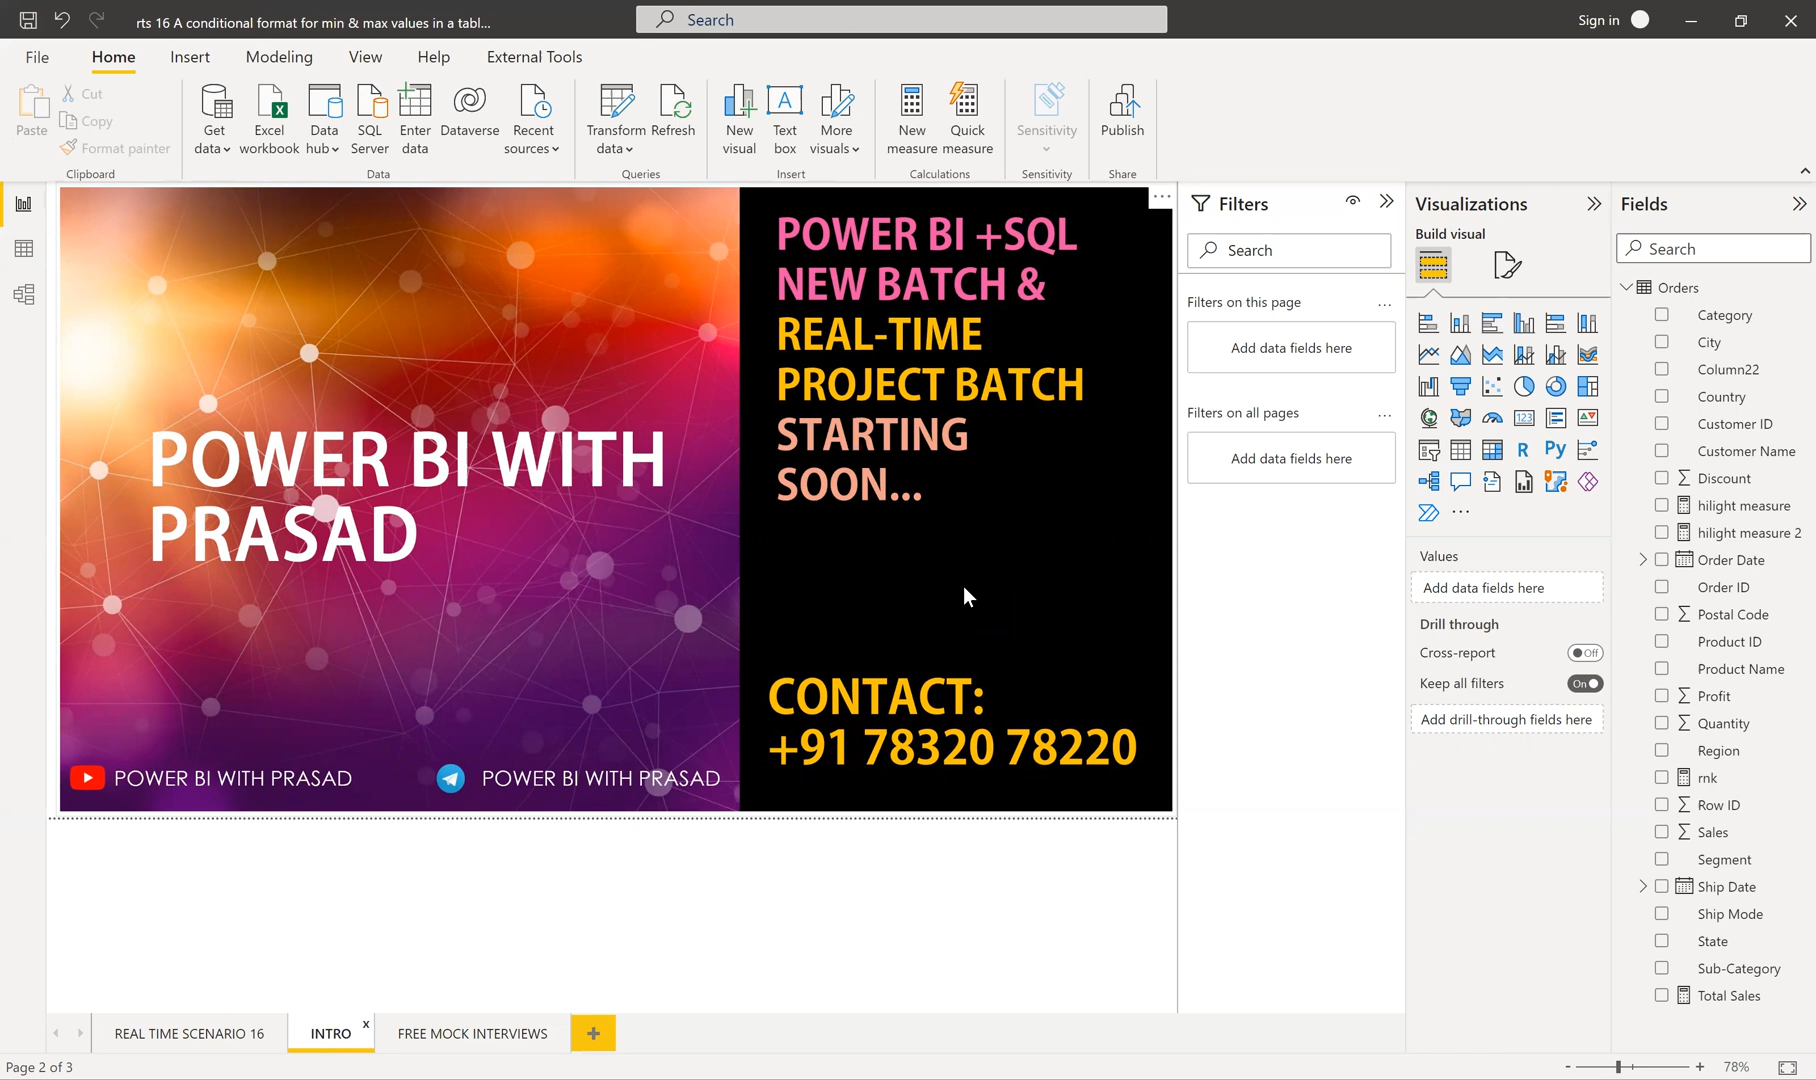 rts 16 A conditional format for min & max values in a tabl...
Search
Sign in
File
Home
Insert
Modeling
View
Help
External Tools
Paste
Cut
Copy
Format painter
Clipboard
Get data
Excel workbook
Data hub
SQL Server
Enter data
Dataverse
Recent sources
Data
Transform data
Refresh
Queries
New visual
Text box
More visuals
Insert
New measure
Quick measure
Calculations
Sensitivity
Sensitivity
Publish
Share
POWER BI WITH
PRASAD
POWER BI WITH PRASAD
POWER BI WITH PRASAD
POWER BI +SQL
NEW BATCH &
REAL-TIME
PROJECT BATCH
STARTING
SOON...
CONTACT:
+91 78320 78220
Filters
Search
Filters on this page
Add data fields here
Filters on all pages
Add data fields here
Visualizations
Build visual
123
R
Py
Values
Add data fields here
Drill through
Cross-report
Off
Keep all filters
On
Add drill-through fields here
Fields
Search
Orders
Category
City
Column22
Country
Customer ID
Customer Name
Discount
hilight measure
hilight measure 2
Order Date
Order ID
Postal Code
Product ID
Product Name
Profit
Quantity
Region
rnk
Row ID
Sales
Segment
Ship Date
Ship Mode
State
Sub-Category
Total Sales
REAL TIME SCENARIO 16
INTRO
x
FREE MOCK INTERVIEWS
Page 2 of 3
78%